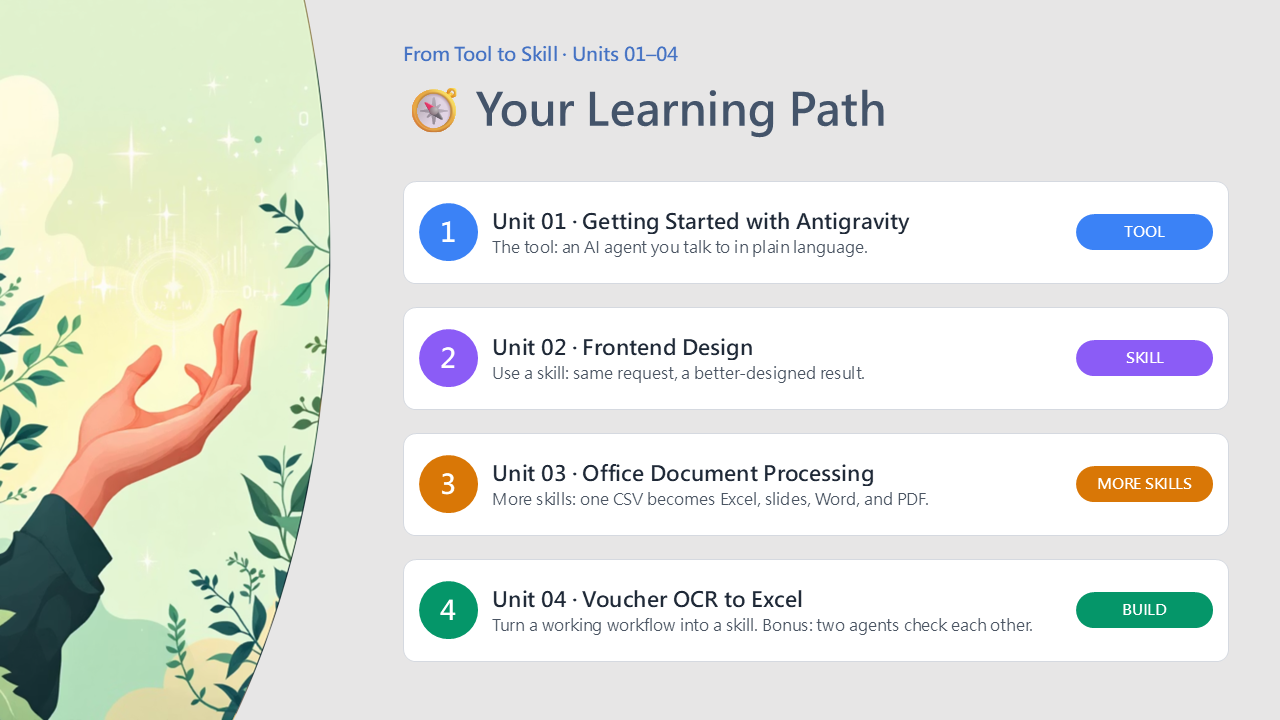 From Tool to Skill · Units 01–04
Your Learning Path
1
Unit 01 · Getting Started with Antigravity
The tool: an AI agent you talk to in plain language.
TOOL
2
Unit 02 · Frontend Design
Use a skill: same request, a better-designed result.
SKILL
3
Unit 03 · Office Document Processing
More skills: one CSV becomes Excel, slides, Word, and PDF.
MORE SKILLS
4
Unit 04 · Voucher OCR to Excel
Turn a working workflow into a skill. Bonus: two agents check each other.
BUILD